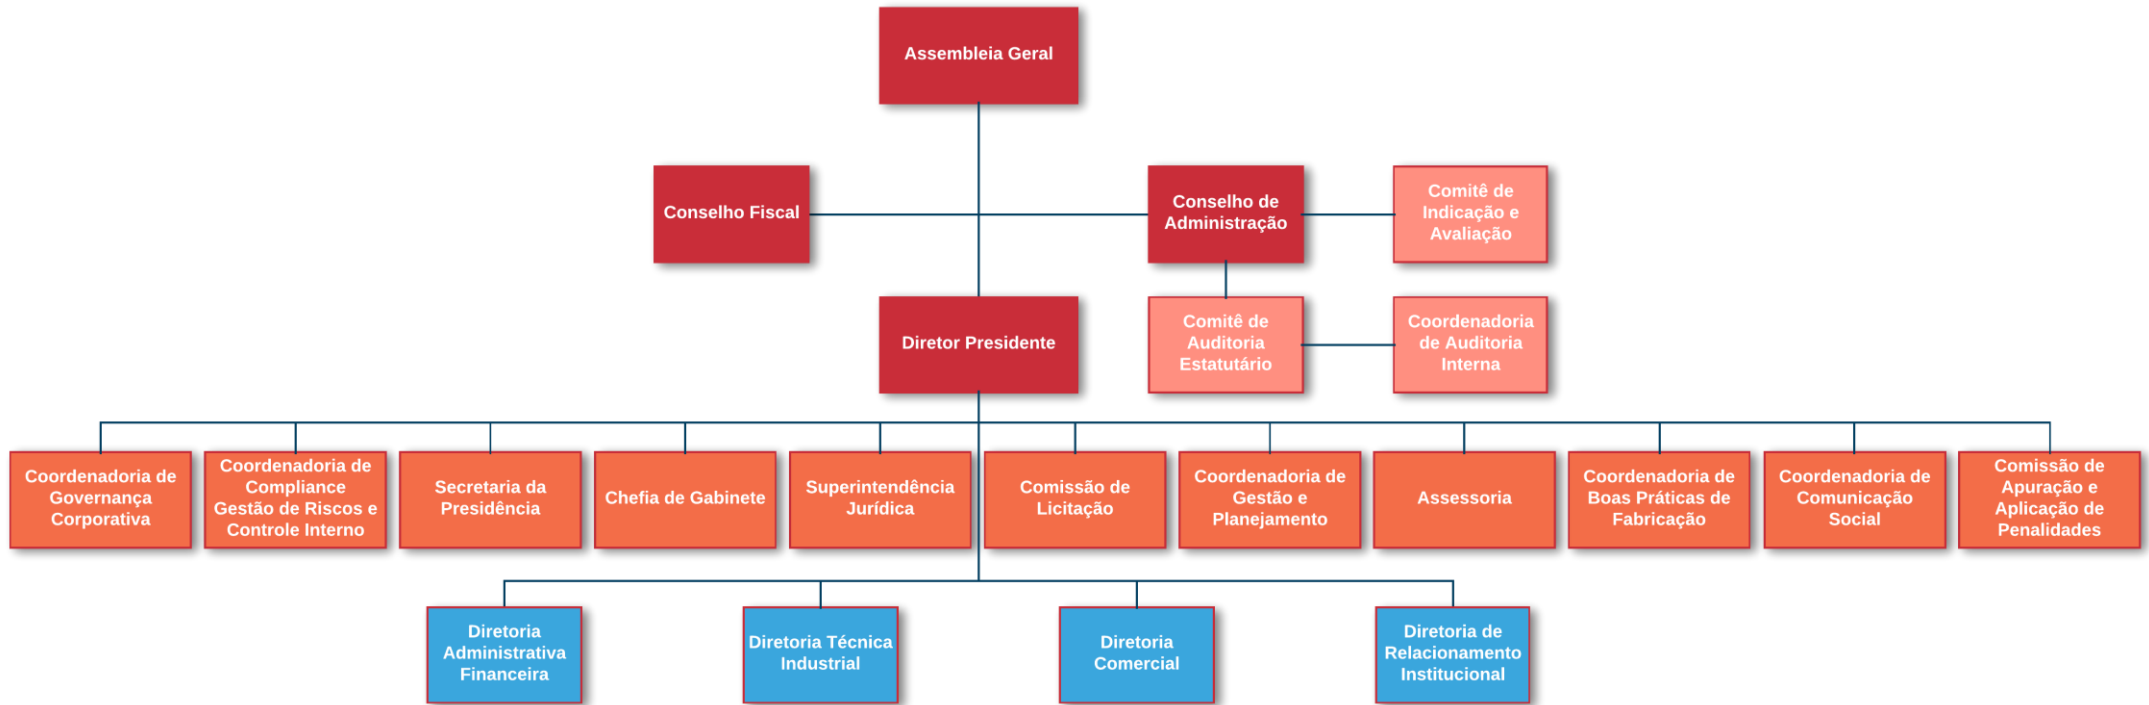 Assembleia Geral
Conselho Fiscal
Conselho de
Administração
Comitê de
Indicação e
Avaliação
Diretor Presidente
Comitê de
Auditoria
Estatutário
Coordenadoria
de Auditoria
Interna
Coordenadoria de
Governança
Corporativa
Coordenadoria de
Compliance
Gestão de Riscos e
Controle Interno
Secretaria da
Presidência
Chefia de Gabinete
Superintendência
Jurídica
Comissão de
Licitação
Coordenadoria de
Gestão e
Planejamento
Assessoria
Coordenadoria de
Boas Práticas de
Fabricação
Coordenadoria de
Comunicação
Social
Comissão de
Apuração e
Aplicação de
Penalidades
Diretoria
Administrativa
Financeira
Diretoria Técnica
Industrial
Diretoria
Comercial
Diretoria de
Relacionamento
Institucional